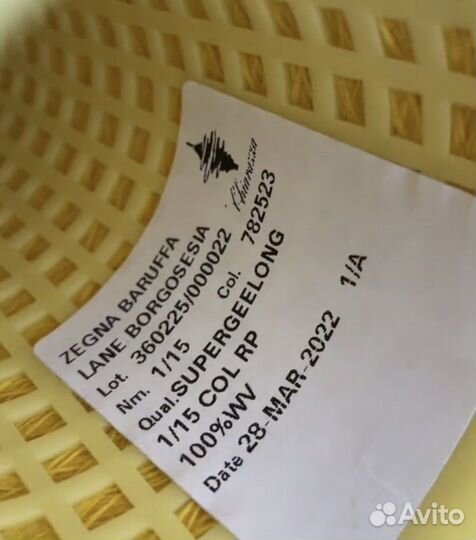 Chiavazza
ZEGNA BARUFFA
LANE BORGOSESIA
Lot. 360225/000022
Nm. 1/15 Col. 782523
Qual. SUPERGEELONG
1/15 COL RP
100%WV
Date 28-MAR-2022 1/A
Avito